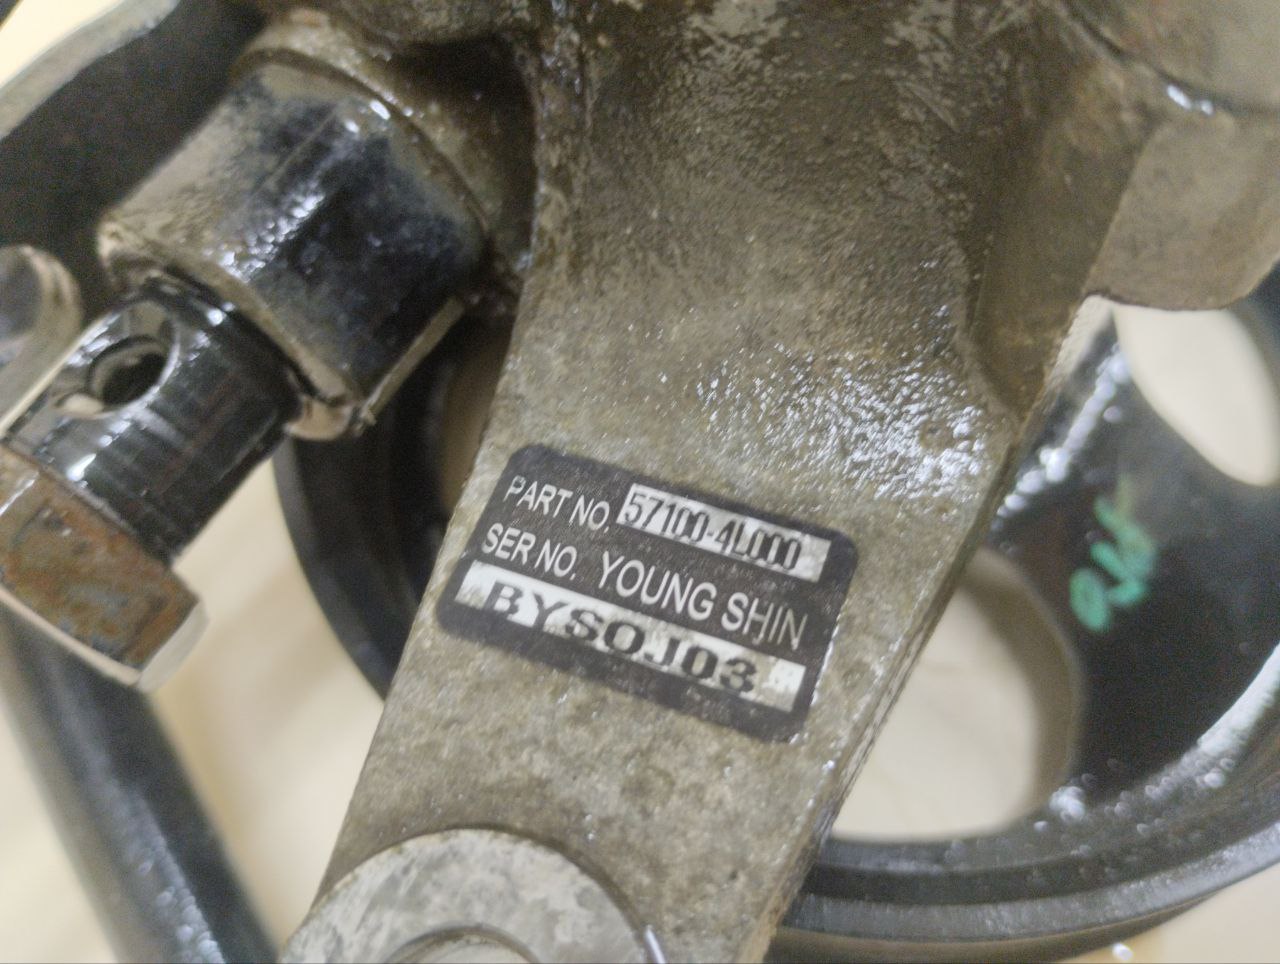 PART NO. 57100-4L000
SER NO. YOUNG SHIN
BYSOJ03